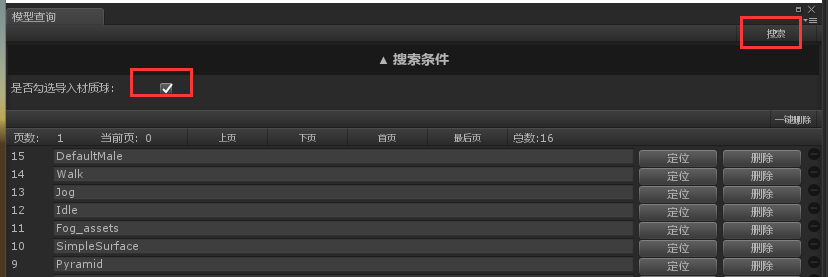 模型查询
搜索
▲ 搜索条件
是否勾选导入材质球:
一键删除
页数: 1 当前页: 0 上页 下页 首页 最后页 总数:16
15 DefaultMale 定位 删除
14 Walk 定位 删除
13 Jog 定位 删除
12 Idle 定位 删除
11 Fog_assets 定位 删除
10 SimpleSurface 定位 删除
9 Pyramid 定位 删除